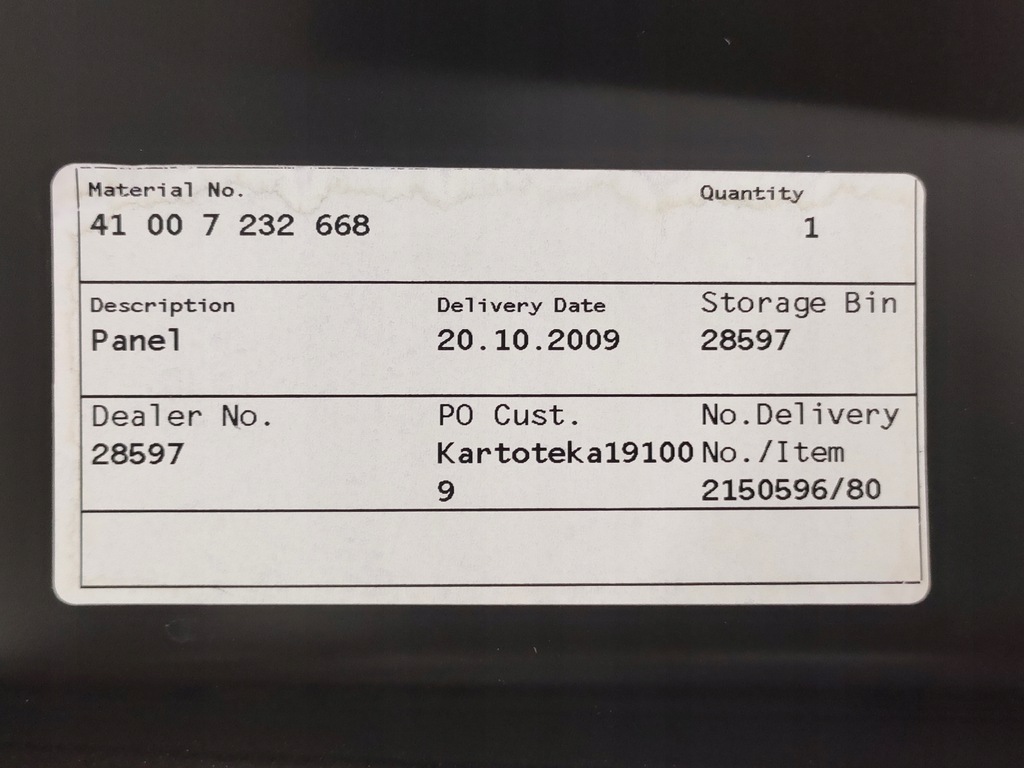 Material No. Quantity
41 00 7 232 668 1
Description Delivery Date Storage Bin
Panel 20.10.2009 28597
Dealer No. PO Cust. No.Delivery
28597 Kartoteka19100 No./Item
9 2150596/80